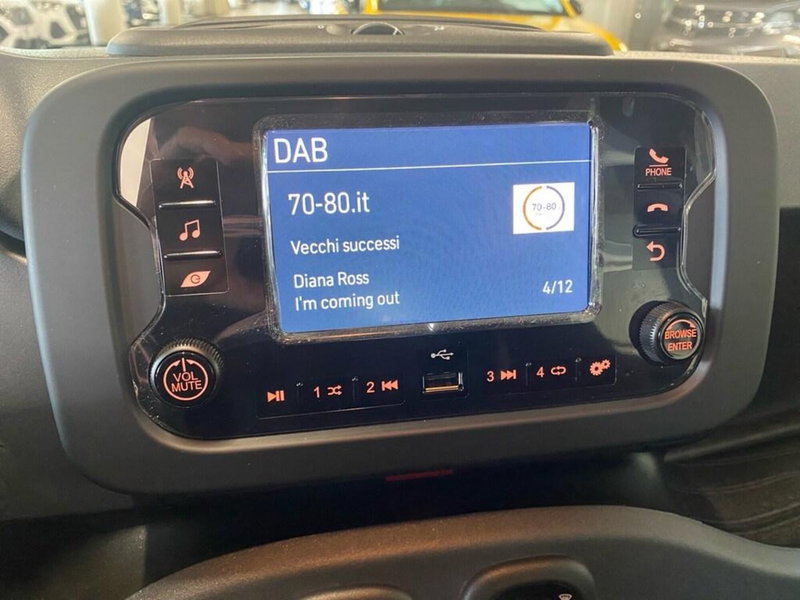 DAB
70-80.it
70-80
Vecchi successi
Diana Ross
I'm coming out
4/12
PHONE
VOL
MUTE
BROWSE
ENTER
1
2
3
4